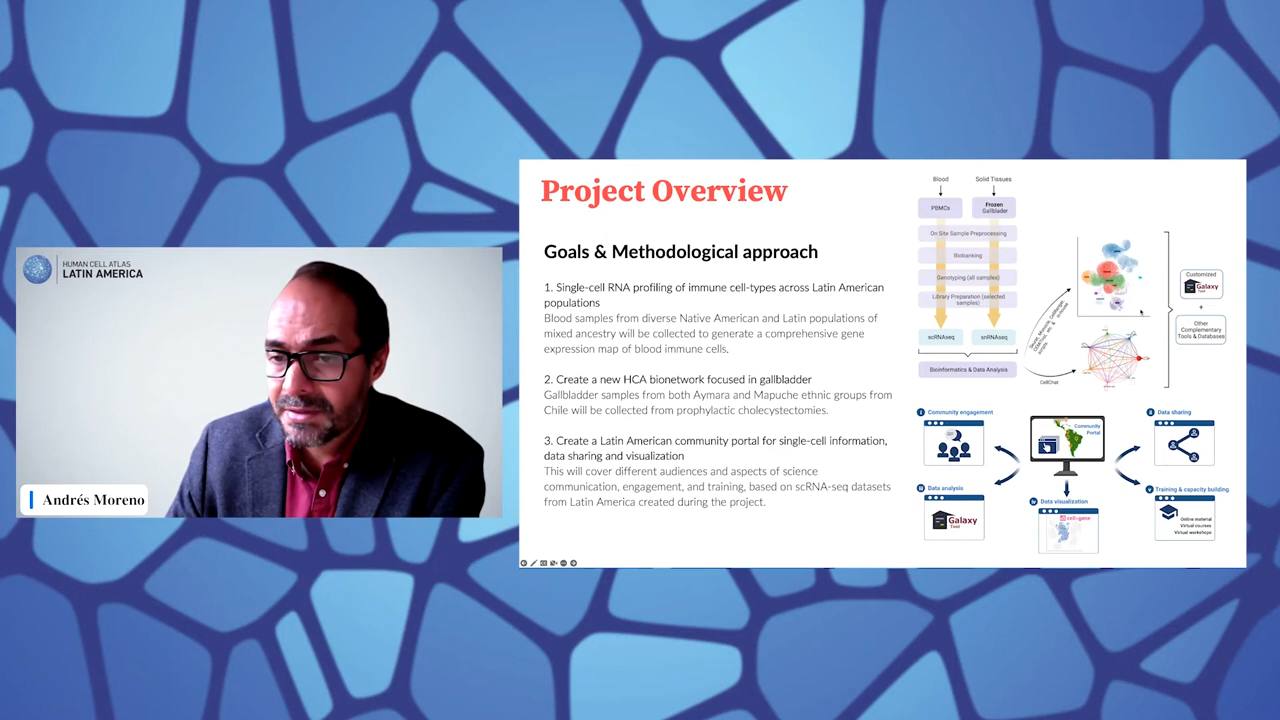 HUMAN CELL ATLAS
LATIN AMERICA
Andrés Moreno
Project Overview
Goals & Methodological approach
1. Single-cell RNA profiling of immune cell-types across Latin American
populations
Blood samples from diverse Native American and Latin populations of
mixed ancestry will be collected to generate a comprehensive gene
expression map of blood immune cells.
2. Create a new HCA bionetwork focused in gallbladder
Gallbladder samples from both Aymara and Mapuche ethnic groups from
Chile will be collected from prophylactic cholecystectomies.
3. Create a Latin American community portal for single-cell information,
data sharing and visualization
This will cover different audiences and aspects of science
communication, engagement, and training, based on scRNA-seq datasets
from Latin America created during the project.
Blood
Solid Tissues
PBMCs
Frozen
Gallblader
On Site Sample Preprocessing
Biobanking
Genotyping (all samples)
Library Preparation (selected
samples)
scRNAseq
snRNAseq
Bioinformatics & Data Analysis
CellChat
Customized
Galaxy
Tool
+
Other
Complementary
Tools & Databases
i Community engagement
Community
Portal
ii Data sharing
iii Data analysis
Galaxy
Tool
iv Data visualization
cell×gene
v Training & capacity building
Online material
Virtual courses
Virtual workshops